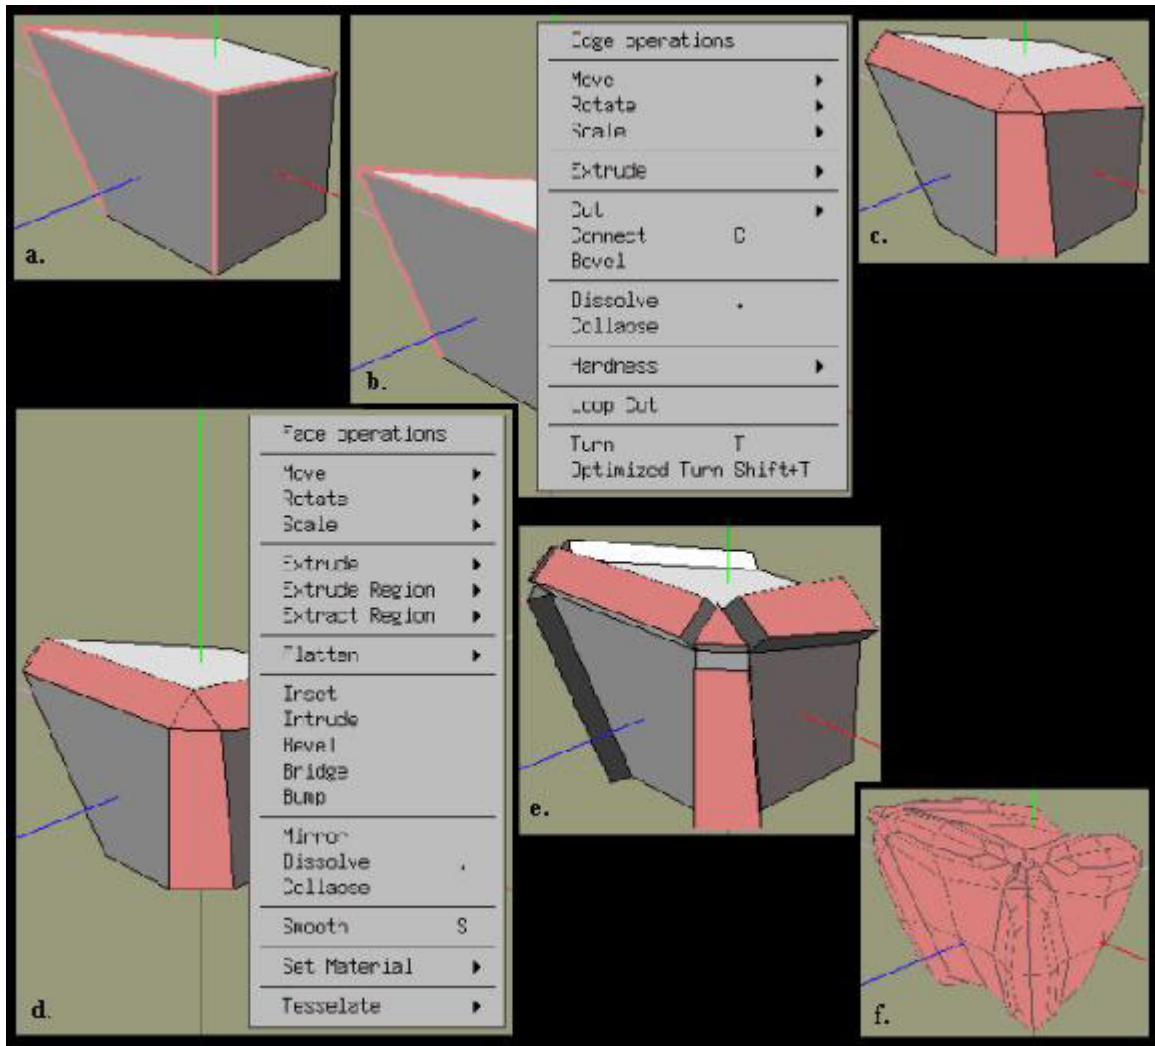 a.
b.
Edge operations
Move
Rotate
Scale
Extrude
Cut
Connect C
Bevel
Dissolve .
Collapse
Hardness
Loop Cut
Turn T
Optimized Turn Shift+T
c.
d.
Face operations
Move
Rotate
Scale
Extrude
Extrude Region
Extract Region
Flatten
Inset
Intrude
Bevel
Bridge
Bump
Mirror
Dissolve .
Collapse
Smooth S
Set Material
Tesselate
e.
f.